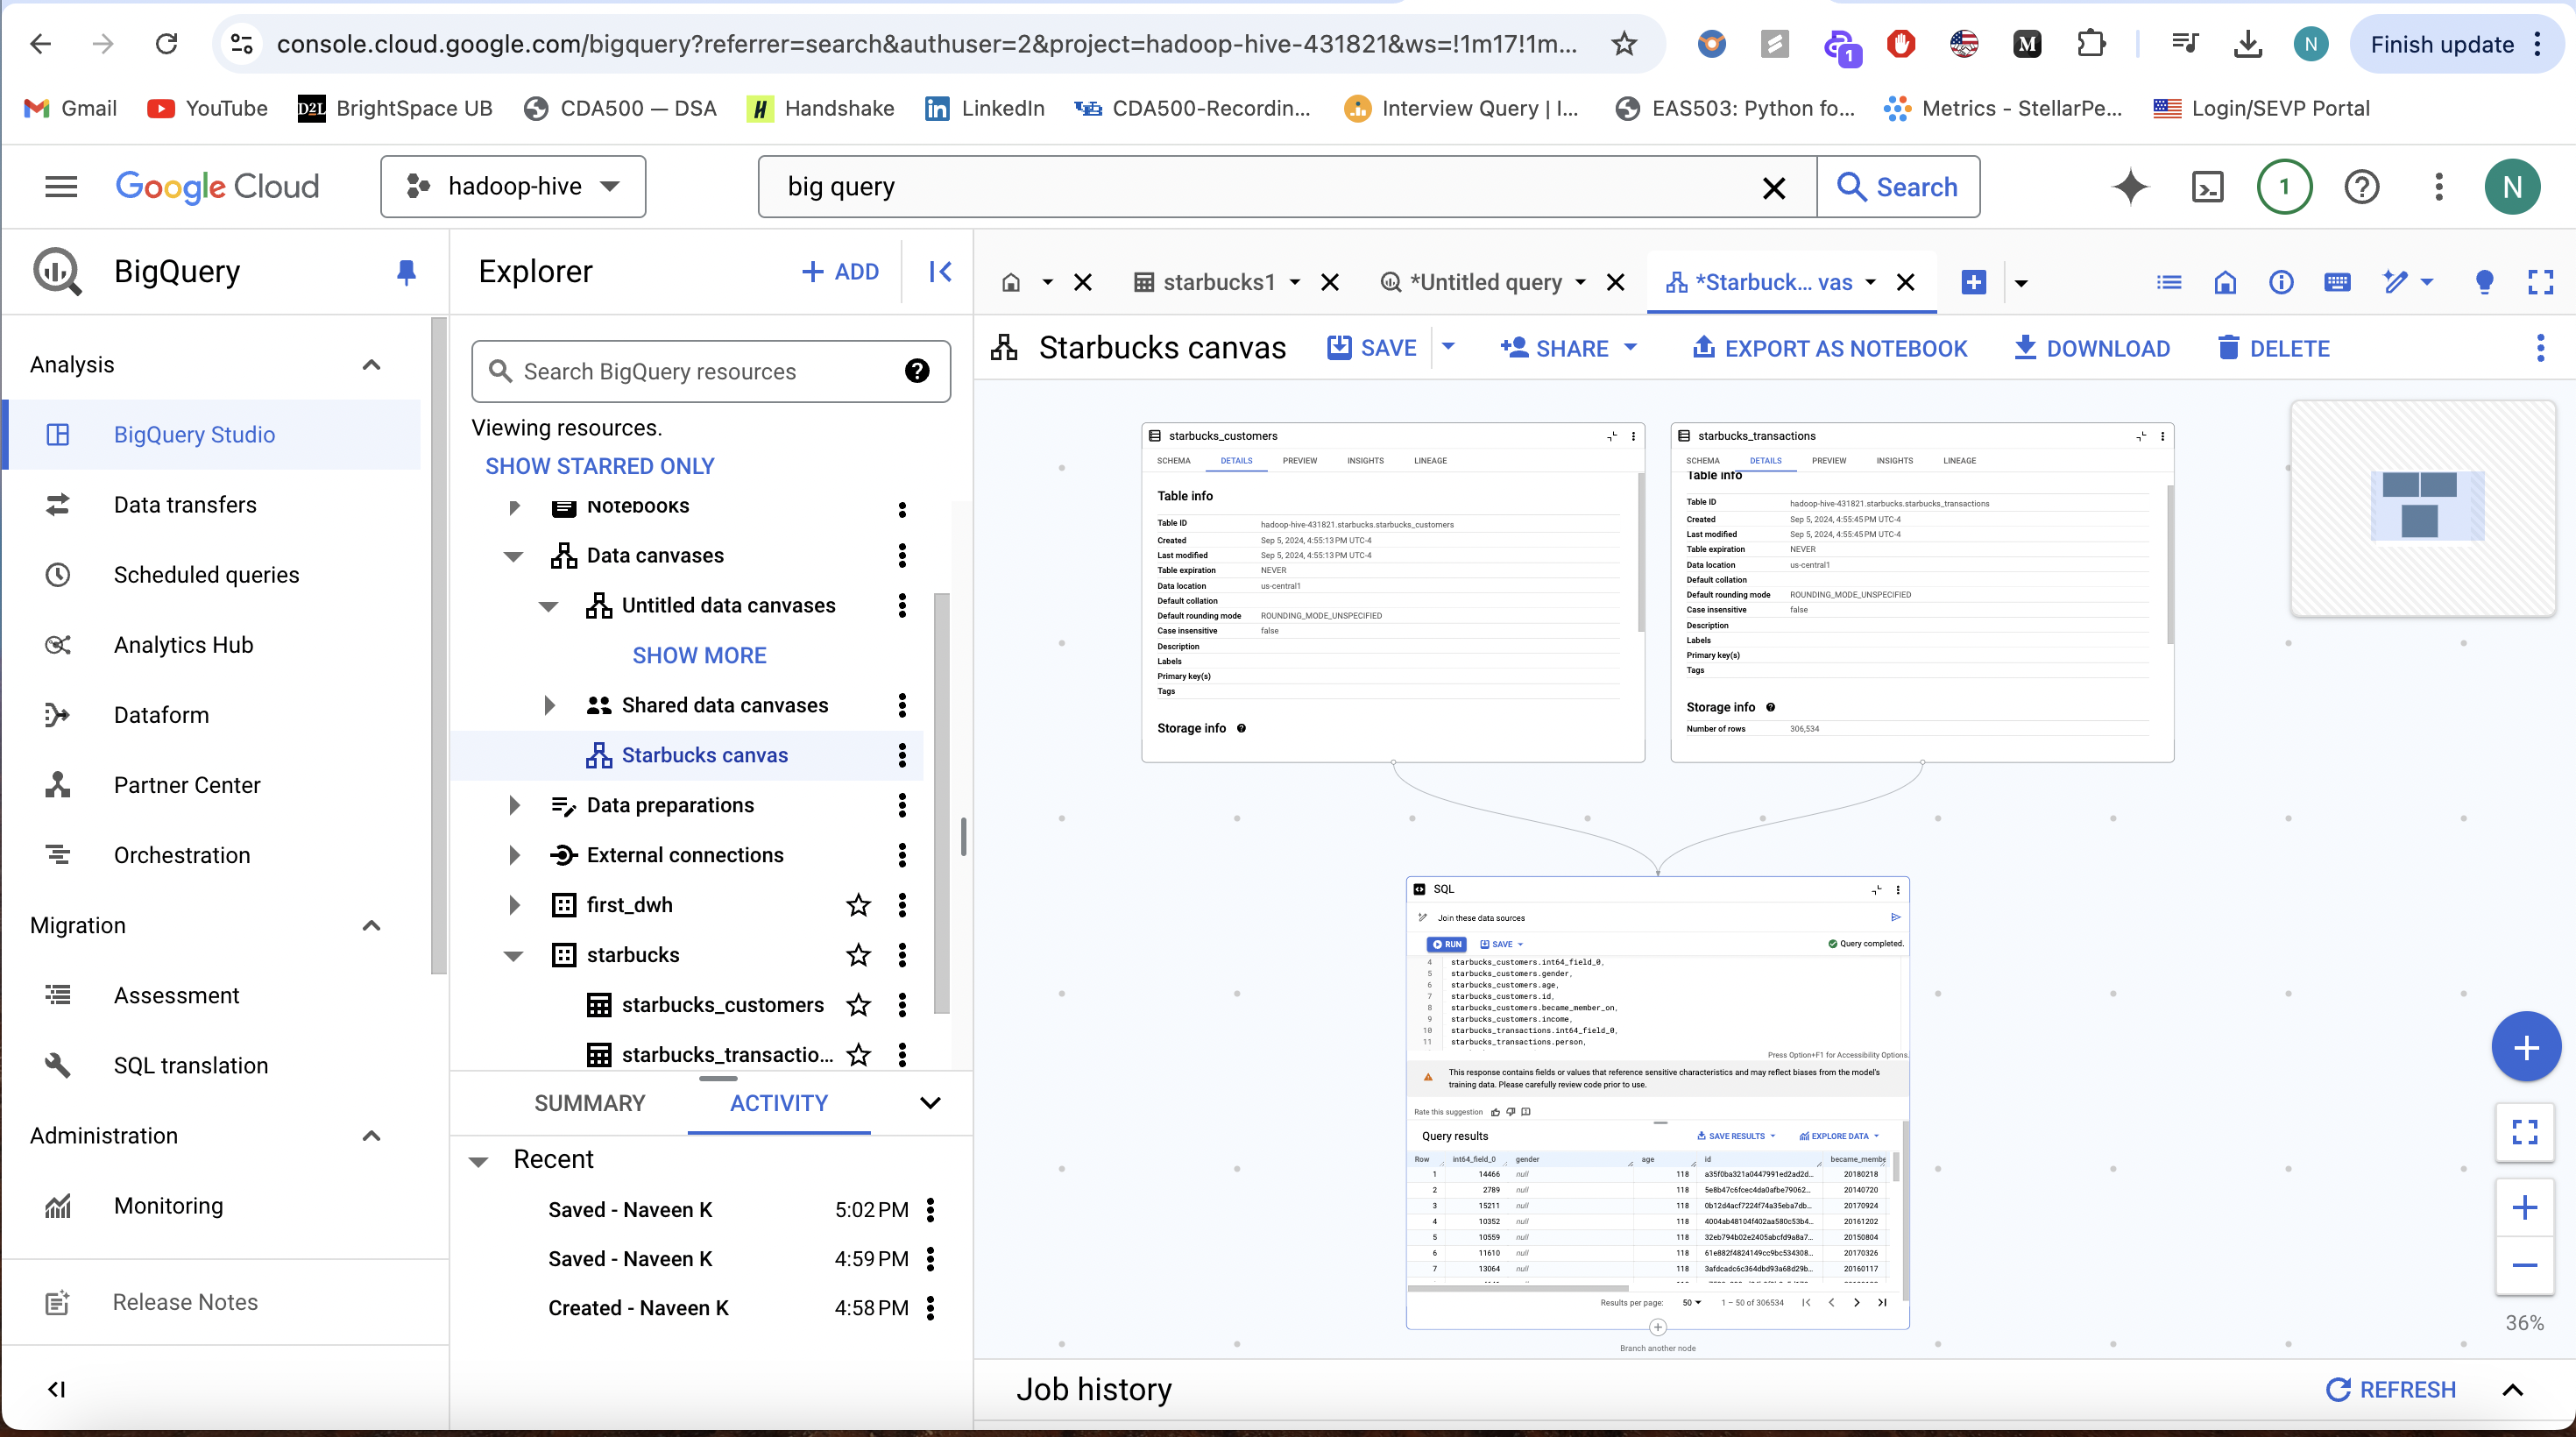 console.cloud.google.com/bigquery?referrer=search&authuser=2&project=hadoop-hive-431821&ws=!1m17!1m...
1
M
N
Finish update
Gmail
YouTube
D2L
BrightSpace UB
CDA500 — DSA
Handshake
LinkedIn
CDA500-Recordin...
Interview Query | I...
EAS503: Python fo...
Metrics - StellarPe...
Login/SEVP Portal
Google Cloud
hadoop-hive
big query
Search
1
N
BigQuery
Analysis
BigQuery Studio
Data transfers
Scheduled queries
Analytics Hub
Dataform
Partner Center
Orchestration
Migration
Assessment
SQL translation
Administration
Monitoring
Release Notes
Explorer
ADD
Search BigQuery resources
Viewing resources.
SHOW STARRED ONLY
Notebooks
Data canvases
Untitled data canvases
SHOW MORE
Shared data canvases
Starbucks canvas
Data preparations
External connections
first_dwh
starbucks
starbucks_customers
starbucks_transactio...
SUMMARY
ACTIVITY
Recent
Saved - Naveen K 5:02 PM
Saved - Naveen K 4:59 PM
Created - Naveen K 4:58 PM
starbucks1
*Untitled query
*Starbuck... vas
Starbucks canvas
SAVE
SHARE
EXPORT AS NOTEBOOK
DOWNLOAD
DELETE
starbucks_customers
SCHEMA DETAILS PREVIEW INSIGHTS LINEAGE
Table info
Table ID hadoop-hive-431821.starbucks.starbucks_customers
Created Sep 5, 2024, 4:55:13 PM UTC-4
Last modified Sep 5, 2024, 4:55:13 PM UTC-4
Table expiration NEVER
Data location us-central1
Default collation
Default rounding mode ROUNDING_MODE_UNSPECIFIED
Case insensitive false
Description
Labels
Primary key(s)
Tags
Storage info
starbucks_transactions
SCHEMA DETAILS PREVIEW INSIGHTS LINEAGE
Table info
Table ID hadoop-hive-431821.starbucks.starbucks_transactions
Created Sep 5, 2024, 4:55:45 PM UTC-4
Last modified Sep 5, 2024, 4:55:45 PM UTC-4
Table expiration NEVER
Data location us-central1
Default collation
Default rounding mode ROUNDING_MODE_UNSPECIFIED
Case insensitive false
Description
Labels
Primary key(s)
Tags
Storage info
Number of rows 306,534
SQL
Join these data sources
RUN
SAVE
Query completed.
4 starbucks_customers.int64_field_0,
5 starbucks_customers.gender,
6 starbucks_customers.age,
7 starbucks_customers.id,
8 starbucks_customers.became_member_on,
9 starbucks_customers.income,
10 starbucks_transactions.int64_field_0,
11 starbucks_transactions.person,
Press Option+F1 for Accessibility Options.
This response contains fields or values that reference sensitive characteristics and may reflect biases from the model's
training data. Please carefully review code prior to use.
Rate this suggestion
Query results
SAVE RESULTS
EXPLORE DATA
Row int64_field_0 gender age id became_membe
1 14466 null 118 a35f0ba321a0447991ed2ad2d... 20180218
2 2789 null 118 5e8b47c6fcec4da0afbe79062... 20140720
3 15211 null 118 0b12d4acf7224f74a35eba7db... 20170924
4 10352 null 118 4004ab48104f402aa580c53b4... 20161202
5 10559 null 118 32eb794b02e2405abcfd9a8a7... 20150804
6 11610 null 118 61e882f4824149cc9bc534308... 20170326
7 13064 null 118 3afdcadc6c364dbd93a68d29b... 20160117
Results per page: 50 1 – 50 of 306534
Branch another node
36%
Job history
REFRESH